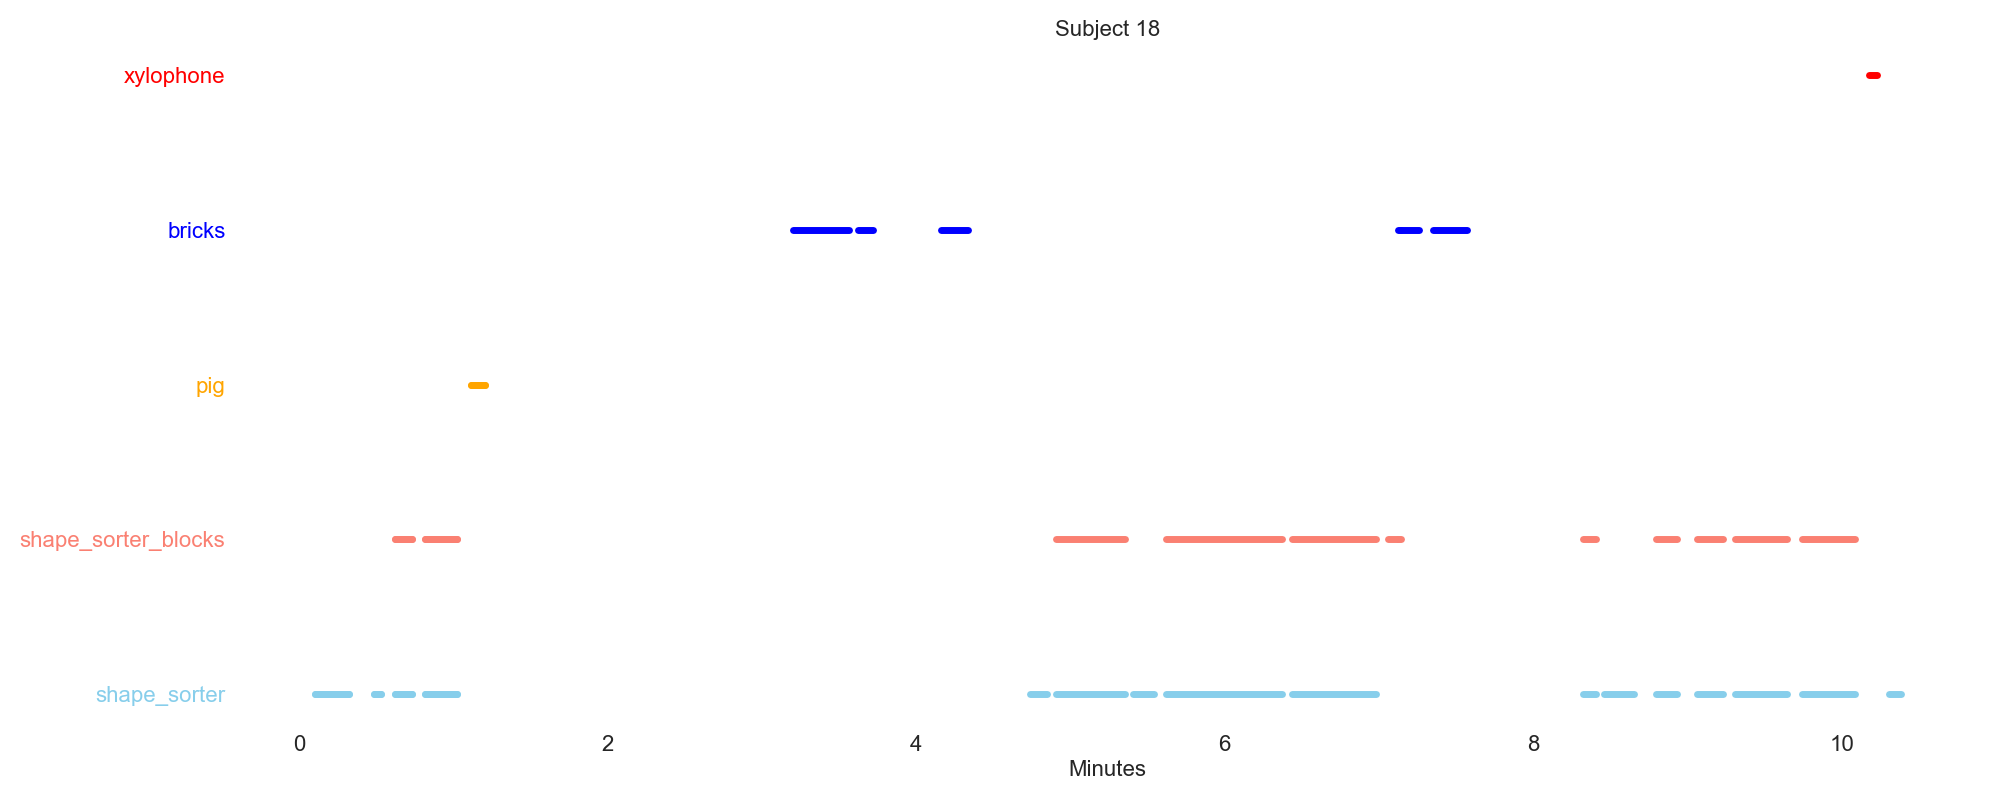 Subject 18
xylophone
bricks
pig
shape_sorter_blocks
shape_sorter
0 2 4 6 8 10
Minutes